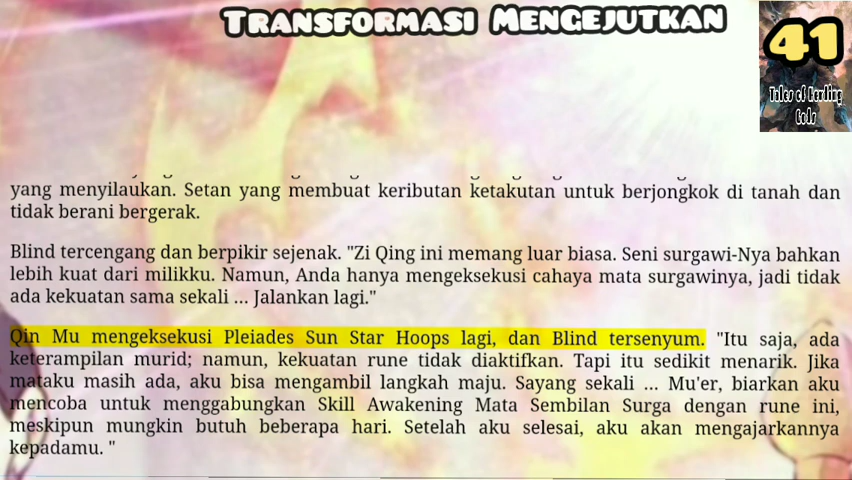 TRANSFORMASI MENGEJUTKAN
41
Tales of Herding
Gods
yang menyilaukan. Setan yang membuat keributan ketakutan untuk berjongkok di tanah dan
tidak berani bergerak.
Blind tercengang dan berpikir sejenak. "Zi Qing ini memang luar biasa. Seni surgawi-Nya bahkan
lebih kuat dari milikku. Namun, Anda hanya mengeksekusi cahaya mata surgawinya, jadi tidak
ada kekuatan sama sekali ... Jalankan lagi."
Qin Mu mengeksekusi Pleiades Sun Star Hoops lagi, dan Blind tersenyum. "Itu saja, ada
keterampilan murid; namun, kekuatan rune tidak diaktifkan. Tapi itu sedikit menarik. Jika
mataku masih ada, aku bisa mengambil langkah maju. Sayang sekali ... Mu'er, biarkan aku
mencoba untuk menggabungkan Skill Awakening Mata Sembilan Surga dengan rune ini,
meskipun mungkin butuh beberapa hari. Setelah aku selesai, aku akan mengajarkannya
kepadamu. "